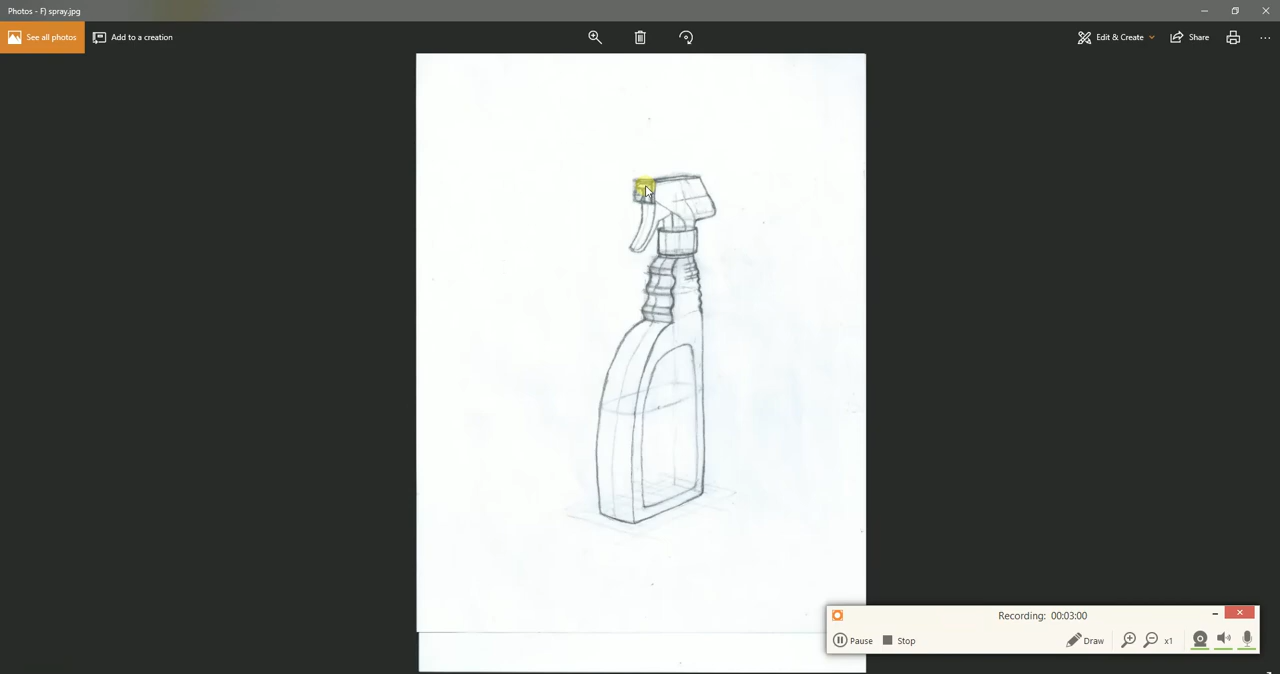 Photos - F) spray.jpg
See all photos
Add to a creation
Edit & Create
Share
Recording: 00:03:00
Pause
Stop
Draw
x1